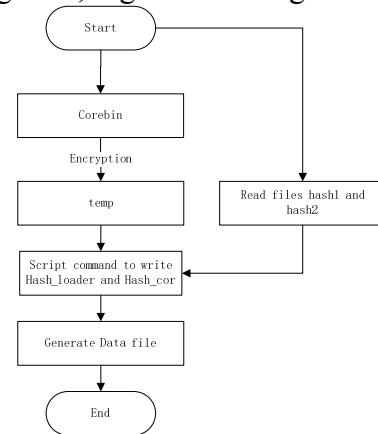 Start
Corebin
Encryption
temp
Read files hash1 and
hash2
Script command to write
Hash_loader and Hash_cor
Generate Data file
End